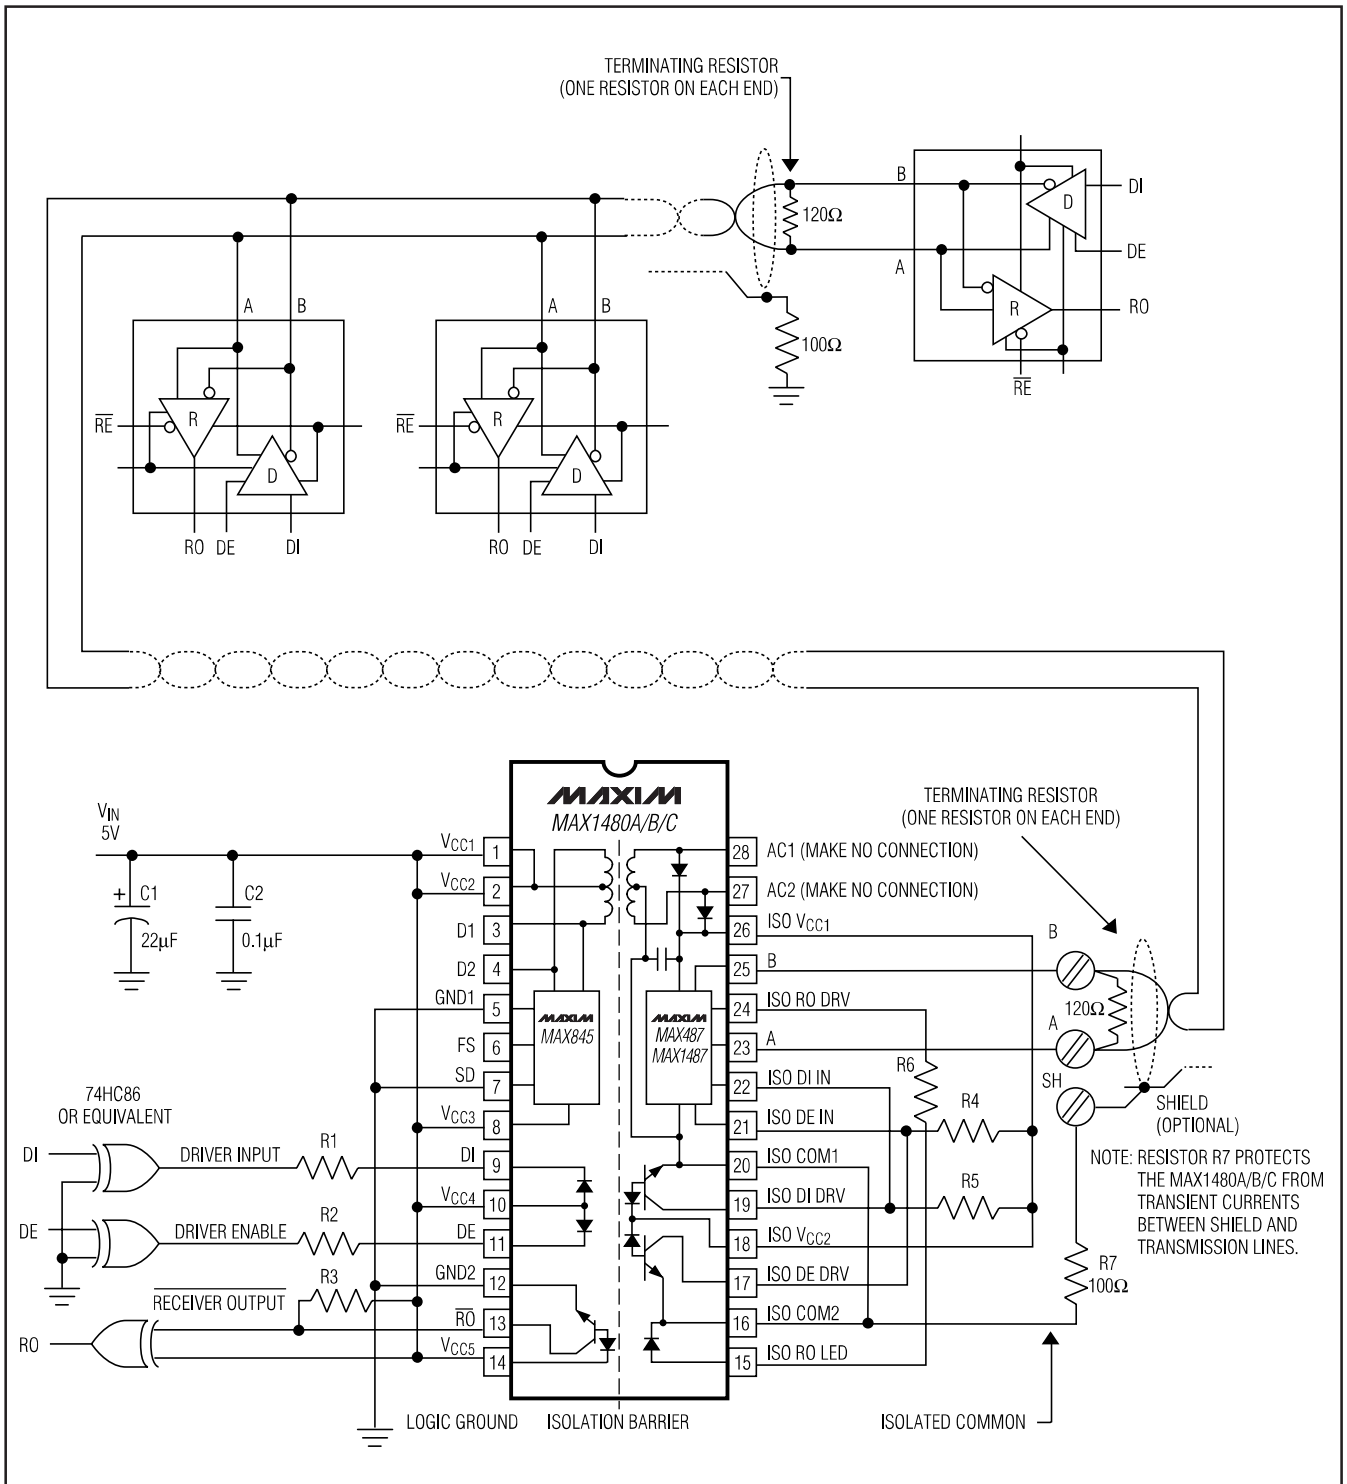 TERMINATING RESISTOR
(ONE RESISTOR ON EACH END)
B
DI
D
120Ω
DE
A
R
RO
100Ω
RE
A
B
A
B
RE
R
D
RE
R
D
RO
DE
DI
RO
DE
DI
MAXIM
MAX1480A/B/C
TERMINATING RESISTOR
(ONE RESISTOR ON EACH END)
VIN
5V
C1
22µF
C2
0.1µF
+
VCC1
1
VCC2
2
D1
3
D2
4
GND1
5
FS
6
SD
7
VCC3
8
DI
9
VCC4
10
DE
11
GND2
12
RO
13
VCC5
14
MAXIM
MAX845
MAXIM
MAX487
MAX1487
28
AC1 (MAKE NO CONNECTION)
27
AC2 (MAKE NO CONNECTION)
26
ISO VCC1
25
B
24
ISO RO DRV
23
A
22
ISO DI IN
21
ISO DE IN
20
ISO COM1
19
ISO DI DRV
18
ISO VCC2
17
ISO DE DRV
16
ISO COM2
15
ISO RO LED
B
120Ω
A
SH
R6
R4
R5
SHIELD
(OPTIONAL)
NOTE: RESISTOR R7 PROTECTS
THE MAX1480A/B/C FROM
TRANSIENT CURRENTS
BETWEEN SHIELD AND
TRANSMISSION LINES.
R7
100Ω
74HC86
OR EQUIVALENT
DI
DRIVER INPUT
R1
DE
DRIVER ENABLE
R2
R3
RECEIVER OUTPUT
RO
LOGIC GROUND
ISOLATION BARRIER
ISOLATED COMMON